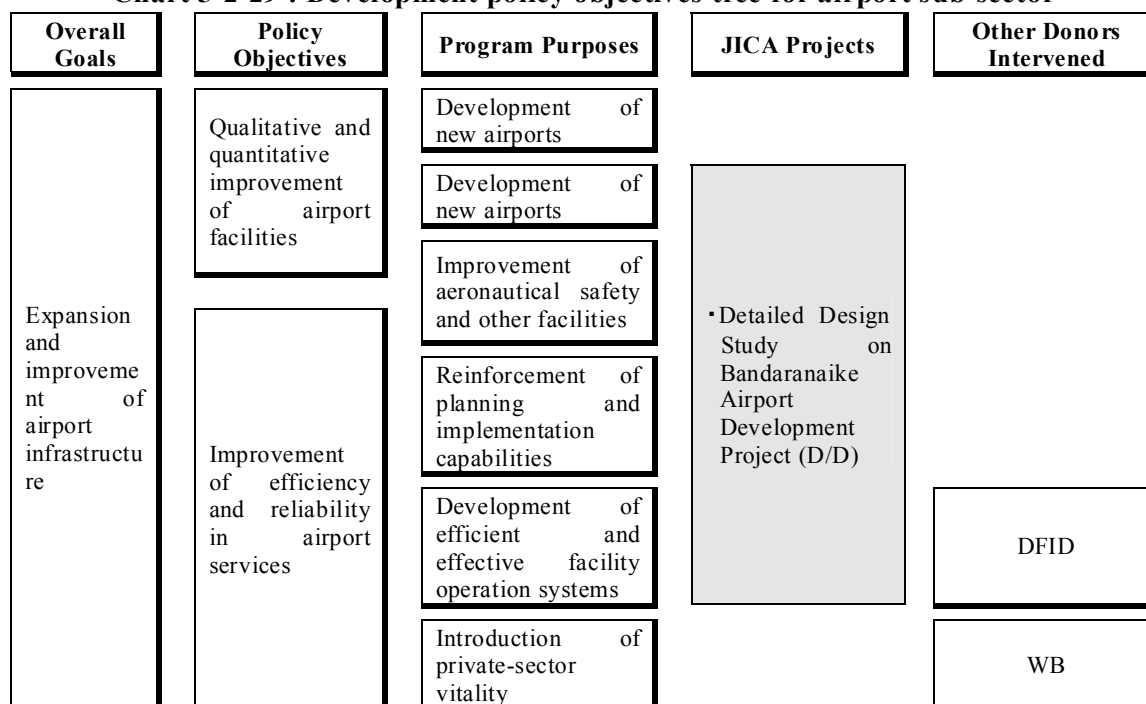 Chart : Development policy objectives tree for airport sub-sector
Overall
Goals
Policy
Objectives
Program Purposes
JICA Projects
Other Donors
Intervened
Expansion
and
improveme
nt of
airport
infrastructu
re
Qualitative and
quantitative
improvement
of airport
facilities
Improvement
of efficiency
and reliability
in airport
services
Development of
new airports
Development of
new airports
Improvement of
aeronautical safety
and other facilities
Reinforcement of
planning and
implementation
capabilities
Development of
efficient and
effective facility
operation systems
Introduction of
private-sector
vitality
・Detailed Design
Study on
Bandaranaike
Airport
Development
Project (D/D)
DFID
WB